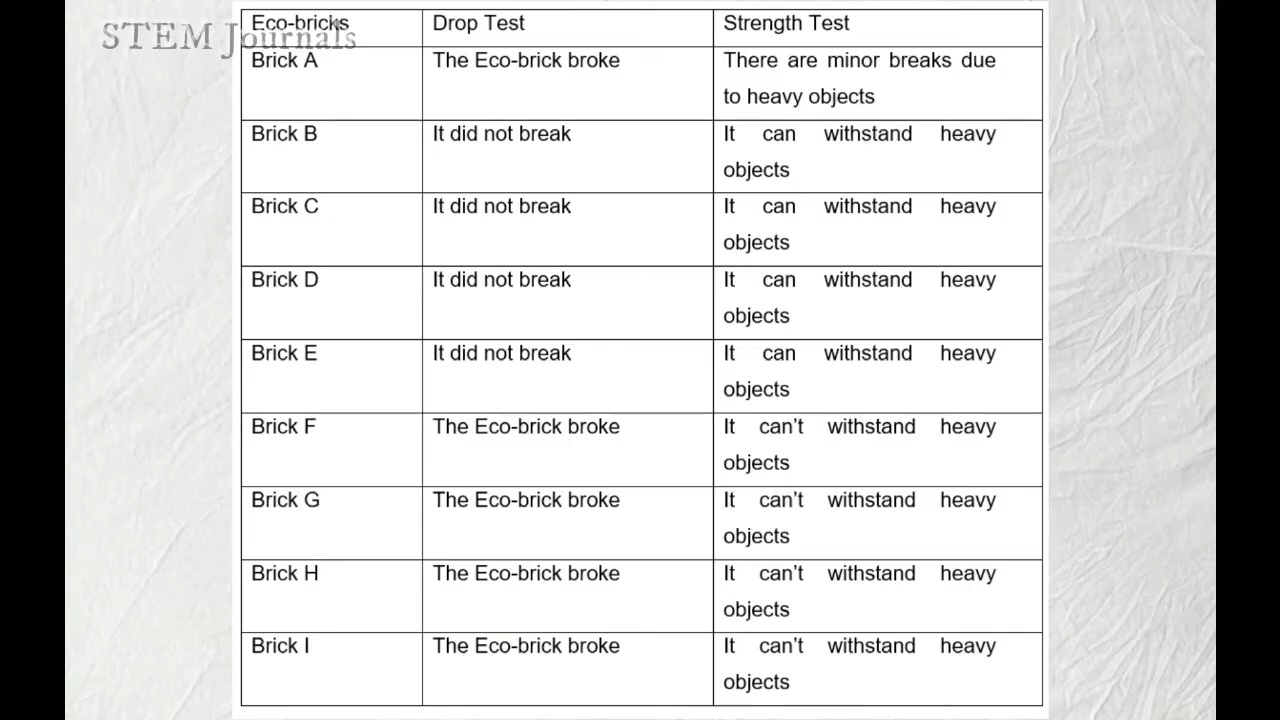 Eco-bricks Drop Test Strength Test
STEM Journals
Brick A The Eco-brick broke There are minor breaks due
to heavy objects
Brick B It did not break It can withstand heavy
objects
Brick C It did not break It can withstand heavy
objects
Brick D It did not break It can withstand heavy
objects
Brick E It did not break It can withstand heavy
objects
Brick F The Eco-brick broke It can’t withstand heavy
objects
Brick G The Eco-brick broke It can’t withstand heavy
objects
Brick H The Eco-brick broke It can’t withstand heavy
objects
Brick I The Eco-brick broke It can’t withstand heavy
objects